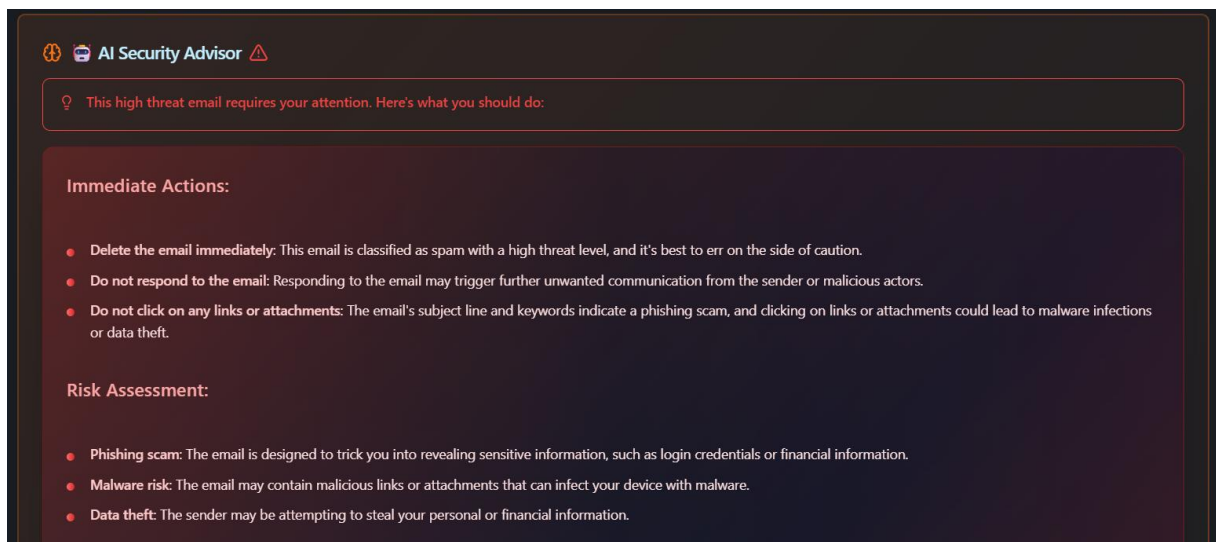 AI Security Advisor
This high threat email requires your attention. Here's what you should do:
Immediate Actions:
Delete the email immediately: This email is classified as spam with a high threat level, and it's best to err on the side of caution.
Do not respond to the email: Responding to the email may trigger further unwanted communication from the sender or malicious actors.
Do not click on any links or attachments: The email's subject line and keywords indicate a phishing scam, and clicking on links or attachments could lead to malware infections
or data theft.
Risk Assessment:
Phishing scam: The email is designed to trick you into revealing sensitive information, such as login credentials or financial information.
Malware risk: The email may contain malicious links or attachments that can infect your device with malware.
Data theft: The sender may be attempting to steal your personal or financial information.